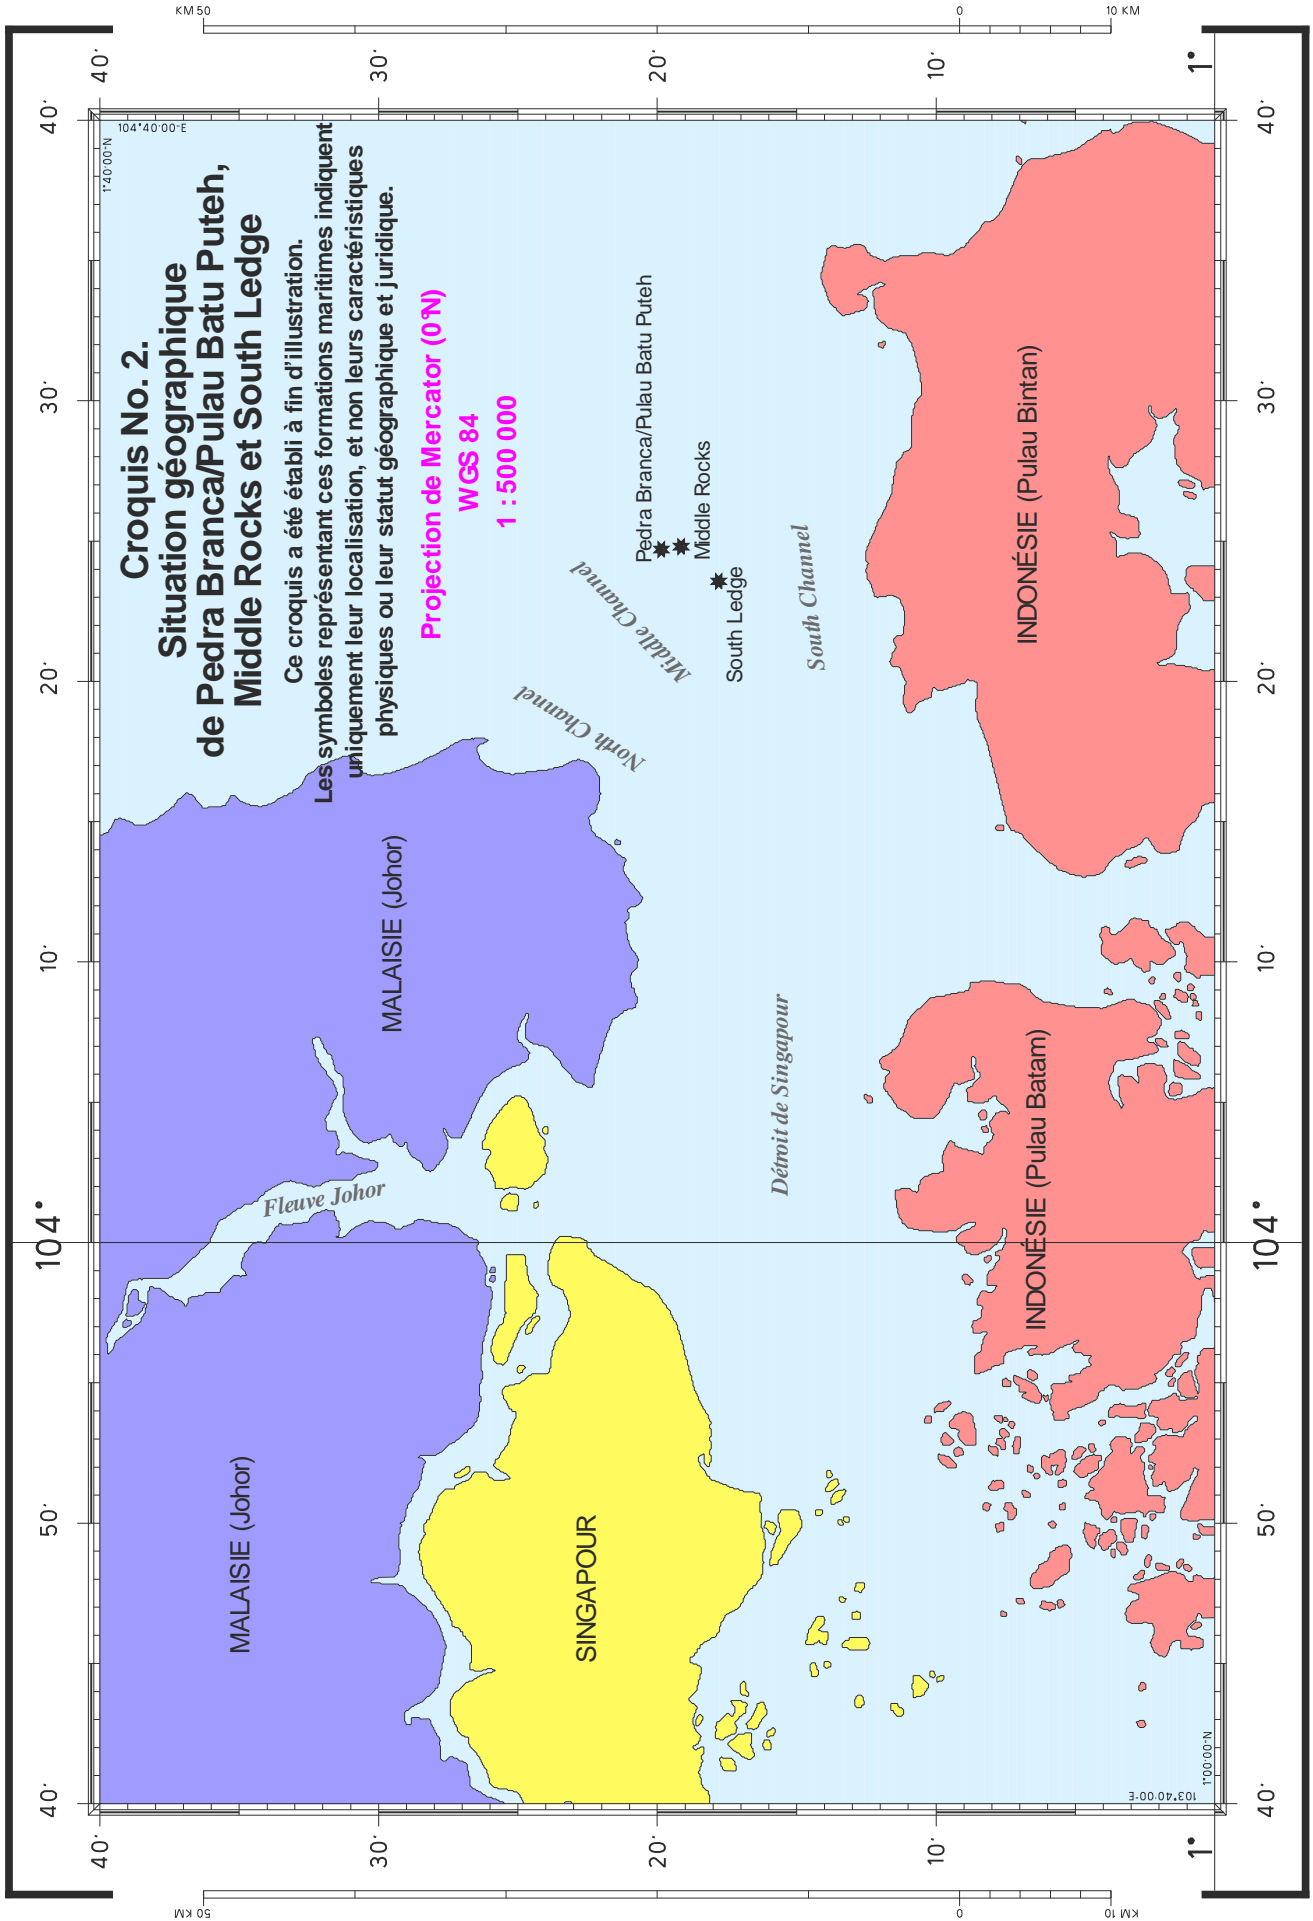 Croquis No. 2.
Situation géographique
de Pedra Branca/Pulau Batu Puteh,
Middle Rocks et South Ledge
Ce croquis a été établi à fin d'illustration.
Les symboles représentant ces formations maritimes indiquent
uniquement leur localisation, et non leurs caractéristiques
physiques ou leur statut géographique et juridique.
Projection de Mercator (0°N)
WGS 84
1 : 500 000
MALAISIE (Johor)
MALAISIE (Johor)
Fleuve Johor
SINGAPOUR
North Channel
Middle Channel
South Channel
Pedra Branca/Pulau Batu Puteh
Middle Rocks
South Ledge
Détroit de Singapour
INDONÉSIE (Pulau Batam)
INDONÉSIE (Pulau Bintan)
40'
50'
104°
10'
20'
30'
40'
40'
50'
104°
10'
20'
30'
40'
40'
30'
20'
10'
1°
40'
30'
20'
10'
1°
1°40'00"N
104°40'00"E
1°00'00"N
103°40'00"E
KM 50
0
10 KM
50 KM
0
KM 10